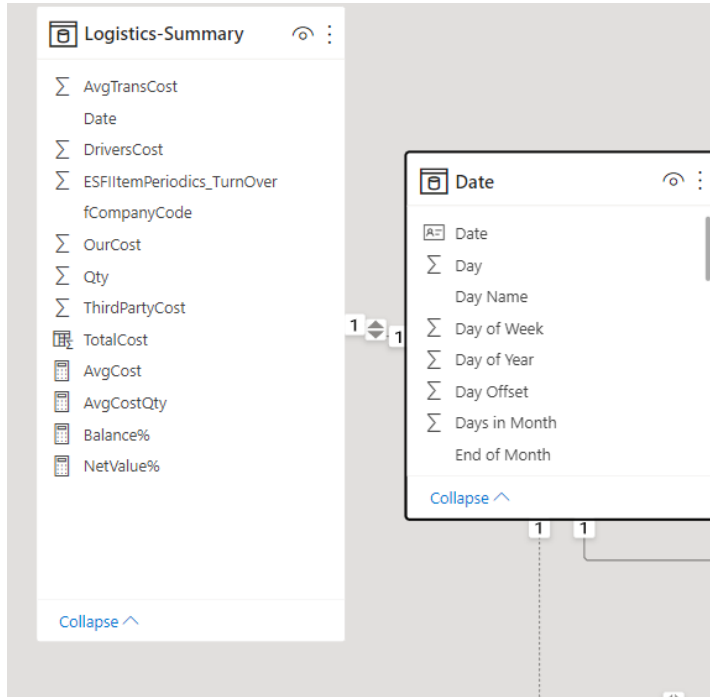 Logistics-Summary
AvgTransCost
Date
DriversCost
ESFIItemPeriodics_TurnOver
fCompanyCode
OurCost
Qty
ThirdPartyCost
TotalCost
AvgCost
AvgCostQty
Balance%
NetValue%
Collapse
1
1
Date
Date
Day
Day Name
Day of Week
Day of Year
Day Offset
Days in Month
End of Month
Collapse
1
1